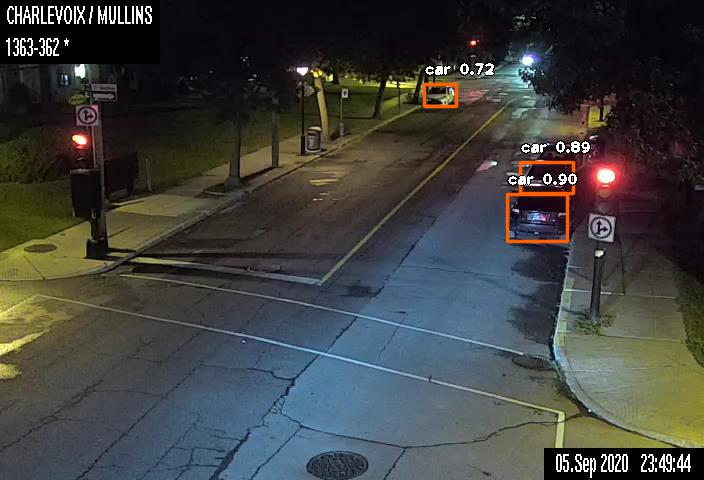 CHARLEVOIX / MULLINS
1363-362 *
car 0.72
car 0.89
car 0.90
05.Sep 2020 23:49:44